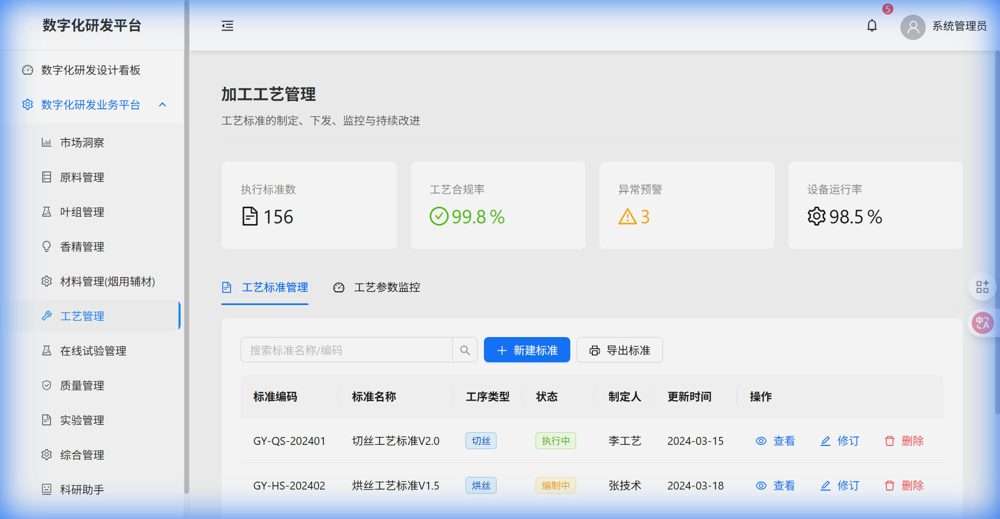 数字化研发平台
5
系统管理员
数字化研发设计看板
数字化研发业务平台
市场洞察
原料管理
叶组管理
香精管理
材料管理(烟用辅材)
工艺管理
在线试验管理
质量管理
实验管理
综合管理
科研助手
加工工艺管理
工艺标准的制定、下发、监控与持续改进
执行标准数
156
工艺合规率
99.8 %
异常预警
3
设备运行率
98.5 %
工艺标准管理 工艺参数监控
搜索标准名称/编码 新建标准 导出标准
标准编码 标准名称 工序类型 状态 制定人 更新时间 操作
GY-QS-202401 切丝工艺标准V2.0 切丝 执行中 李工艺 2024-03-15 查看 修订 删除
GY-HS-202402 烘丝工艺标准V1.5 烘丝 编制中 张技术 2024-03-18 查看 修订 删除
中A